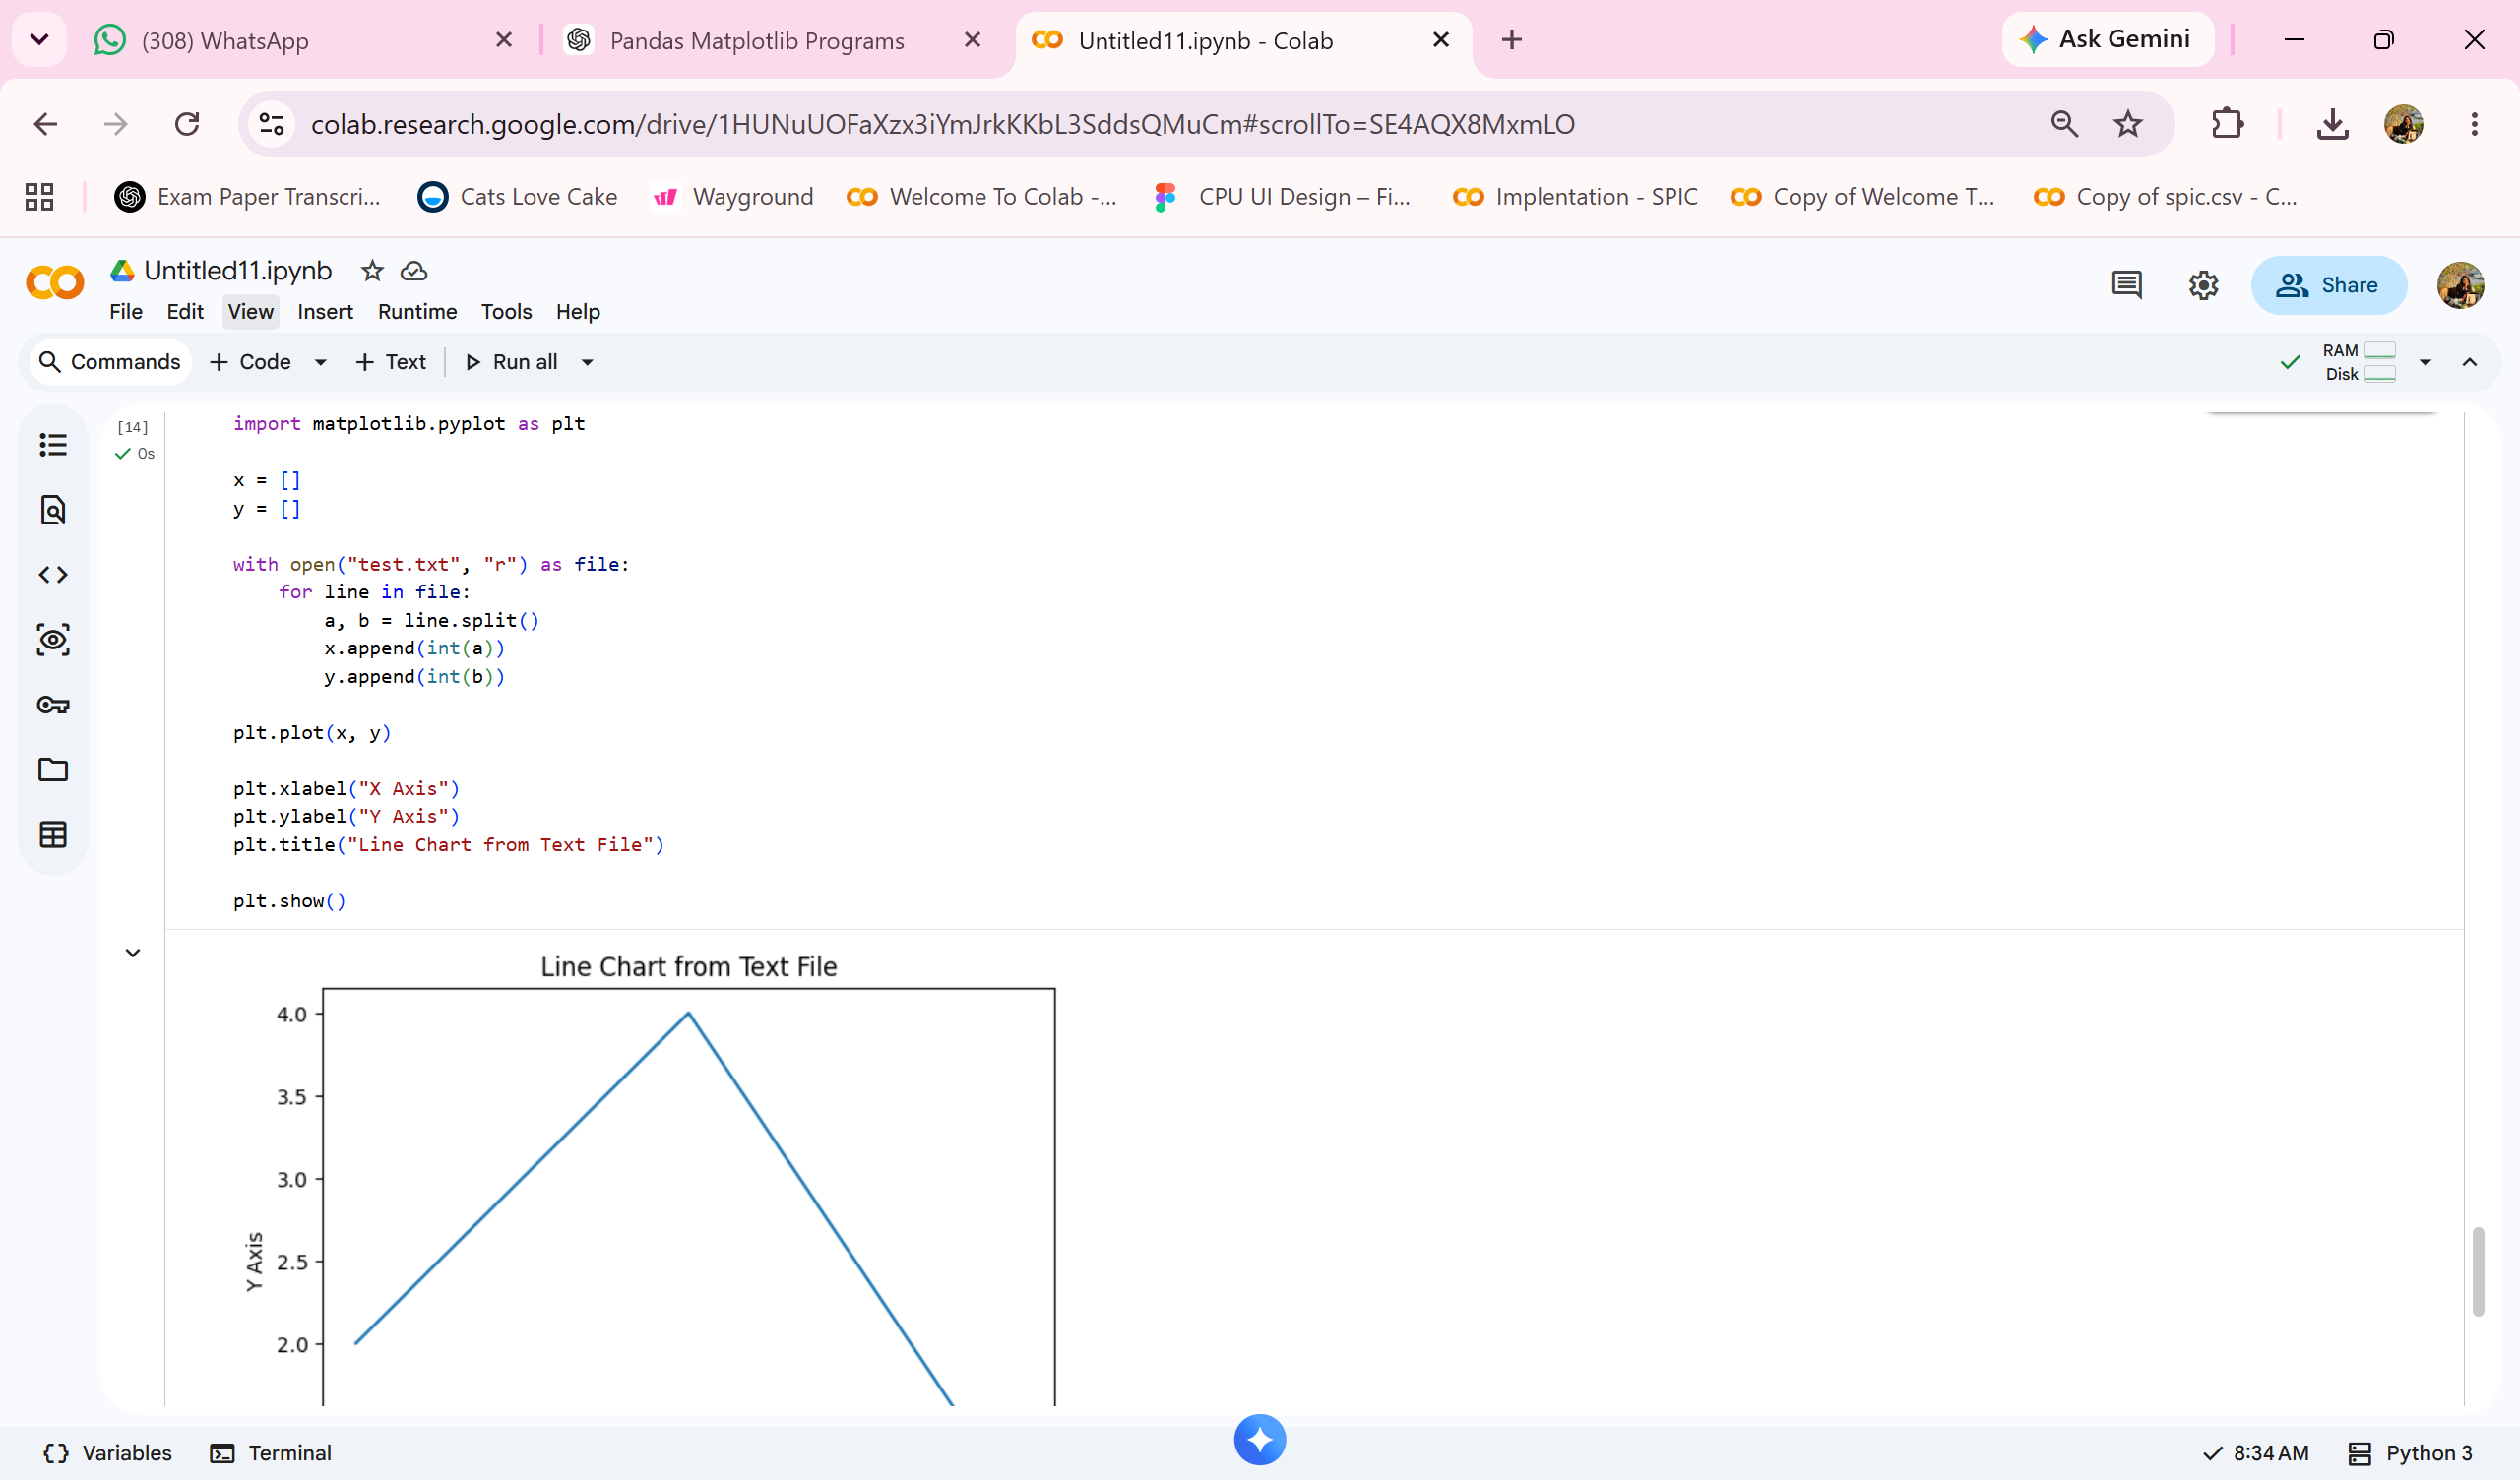 (308) WhatsApp
Pandas Matplotlib Programs
Untitled11.ipynb - Colab
Ask Gemini
colab.research.google.com/drive/1HUNuUOFaXzx3iYmJrkKKbL3SddsQMuCm#scrollTo=SE4AQX8MxmLO
Exam Paper Transcri...
Cats Love Cake
Wayground
Welcome To Colab -...
CPU UI Design – Fi...
Implentation - SPIC
Copy of Welcome T...
Copy of spic.csv - C...
Untitled11.ipynb
File Edit View Insert Runtime Tools Help
Share
Commands + Code + Text Run all
RAM
Disk
[14]
0s
import matplotlib.pyplot as plt
x = []
y = []
with open("test.txt", "r") as file:
    for line in file:
        a, b = line.split()
        x.append(int(a))
        y.append(int(b))
plt.plot(x, y)
plt.xlabel("X Axis")
plt.ylabel("Y Axis")
plt.title("Line Chart from Text File")
plt.show()
Line Chart from Text File
4.0
3.5
3.0
2.5
2.0
Y Axis
Variables
Terminal
8:34 AM
Python 3